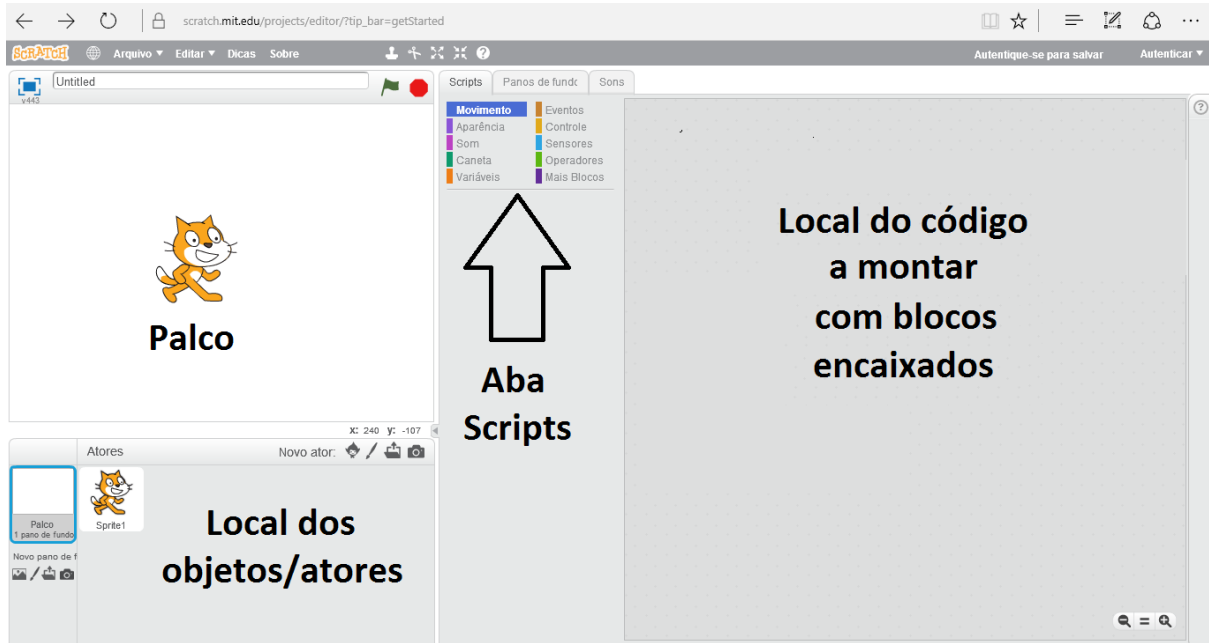 scratch.mit.edu/projects/editor/?tip_bar=getStarted
SCRATCH Arquivo Editar Dicas Sobre
Autentique-se para salvar Autenticar
Untitled
v443
Scripts Panos de fundo Sons
Movimento Eventos
Aparência Controle
Som Sensores
Caneta Operadores
Variáveis Mais Blocos
Palco
Aba
Scripts
Local do código
a montar
com blocos
encaixados
x: 240 y: -107
Atores Novo ator:
Palco
1 pano de fundo
Sprite1
Novo pano de f
Local dos
objetos/atores